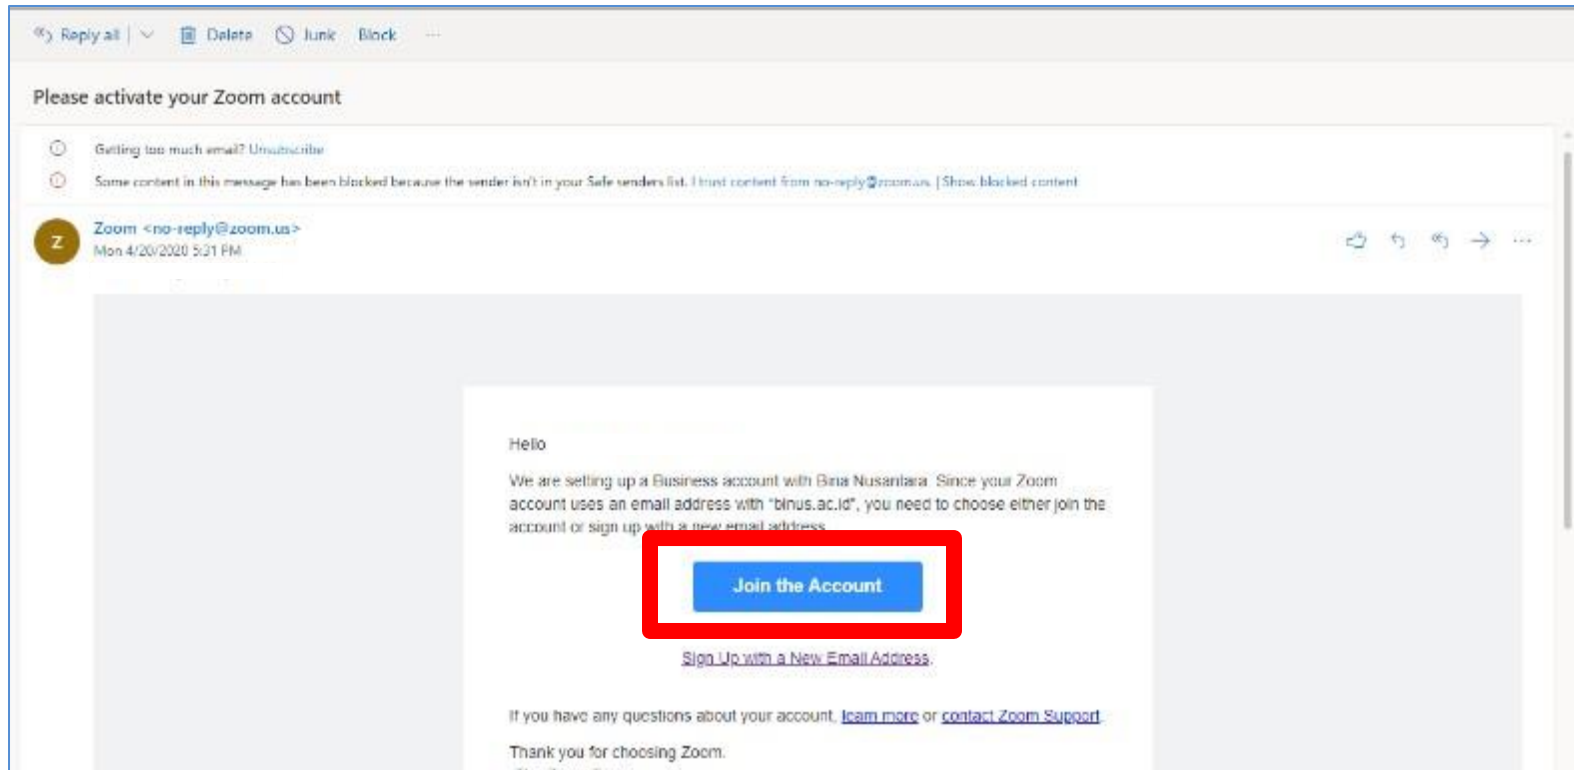 Reply all
Delete
Junk
Block
Please activate your Zoom account
Getting too much email? Unsubscribe
Some content in this message has been blocked because the sender isn't in your Safe senders list. I trust content from no-reply@zoom.us. | Show blocked content
Z
Zoom <no-reply@zoom.us>
Mon 4/20/2020 5:31 PM
Hello
We are setting up a Business account with Bina Nusantara. Since your Zoom
account uses an email address with "binus.ac.id", you need to choose either join the
account or sign up with a new email address.
Join the Account
Sign Up with a New Email Address.
If you have any questions about your account, learn more or contact Zoom Support.
Thank you for choosing Zoom.